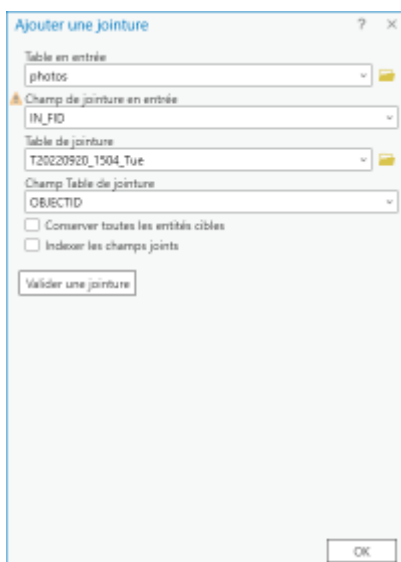 Ajouter une jointure ? ×
Table en entrée
photos
Champ de jointure en entrée
IN_FID
Table de jointure
T20220920_1504_Tue
Champ Table de jointure
OBJECTID
Conserver toutes les entités cibles
Indexer les champs joints
Valider une jointure
OK